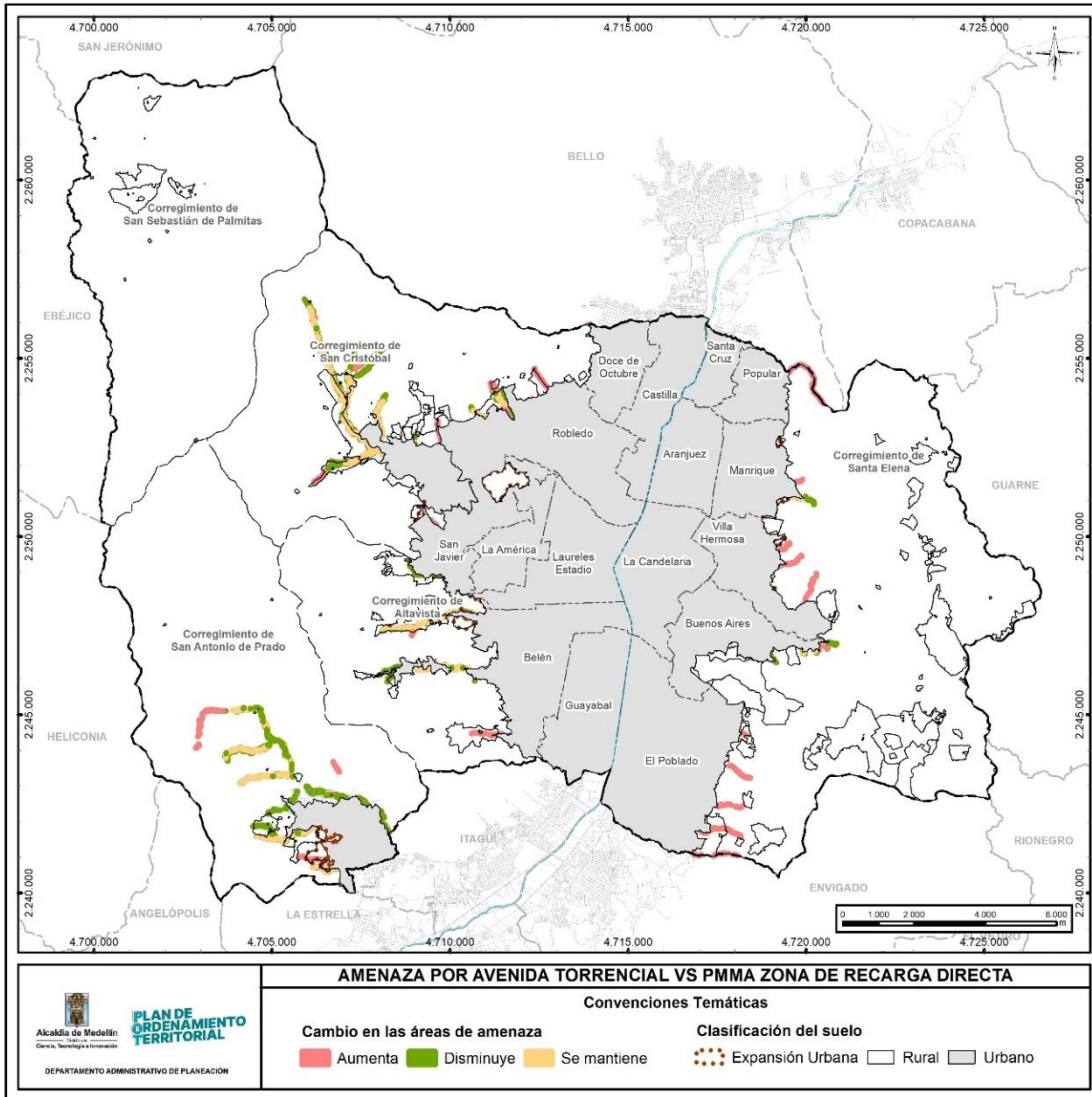 4.700.000
4.705.000
4.710.000
4.715.000
4.720.000
4.725.000
SAN JERÓNIMO
N
BELLO
2.260.000
2.260.000
Corregimiento de
San Sebastián de Palmitas
COPACABANA
EBÉJICO
2.255.000
2.255.000
Corregimiento de
San Cristóbal
Doce de
Octubre
Santa
Cruz
Popular
Castilla
Robledo
Aranjuez
Manrique
Corregimiento de
Santa Elena
GUARNE
2.250.000
2.250.000
San
Javier
La América
Laureles
Estadio
La Candelaria
Villa
Hermosa
Corregimiento de
Altavista
Buenos Aires
Corregimiento de
San Antonio de Prado
Belén
Guayabal
2.245.000
2.245.000
HELICONIA
El Poblado
ITAGÜÍ
RIONEGRO
2.240.000
2.240.000
ANGELÓPOLIS
LA ESTRELLA
ENVIGADO
0 1.000 2.000 4.000 6.000
m
4.700.000
4.705.000
4.710.000
4.715.000
4.720.000
4.725.000
Alcaldía de Medellín
Distrito de
Ciencia, Tecnología e Innovación
PLAN DE
ORDENAMIENTO
TERRITORIAL
DEPARTAMENTO ADMINISTRATIVO DE PLANEACIÓN
AMENAZA POR AVENIDA TORRENCIAL VS PMMA ZONA DE RECARGA DIRECTA
Convenciones Temáticas
Cambio en las áreas de amenaza
Aumenta
Disminuye
Se mantiene
Clasificación del suelo
Expansión Urbana
Rural
Urbano